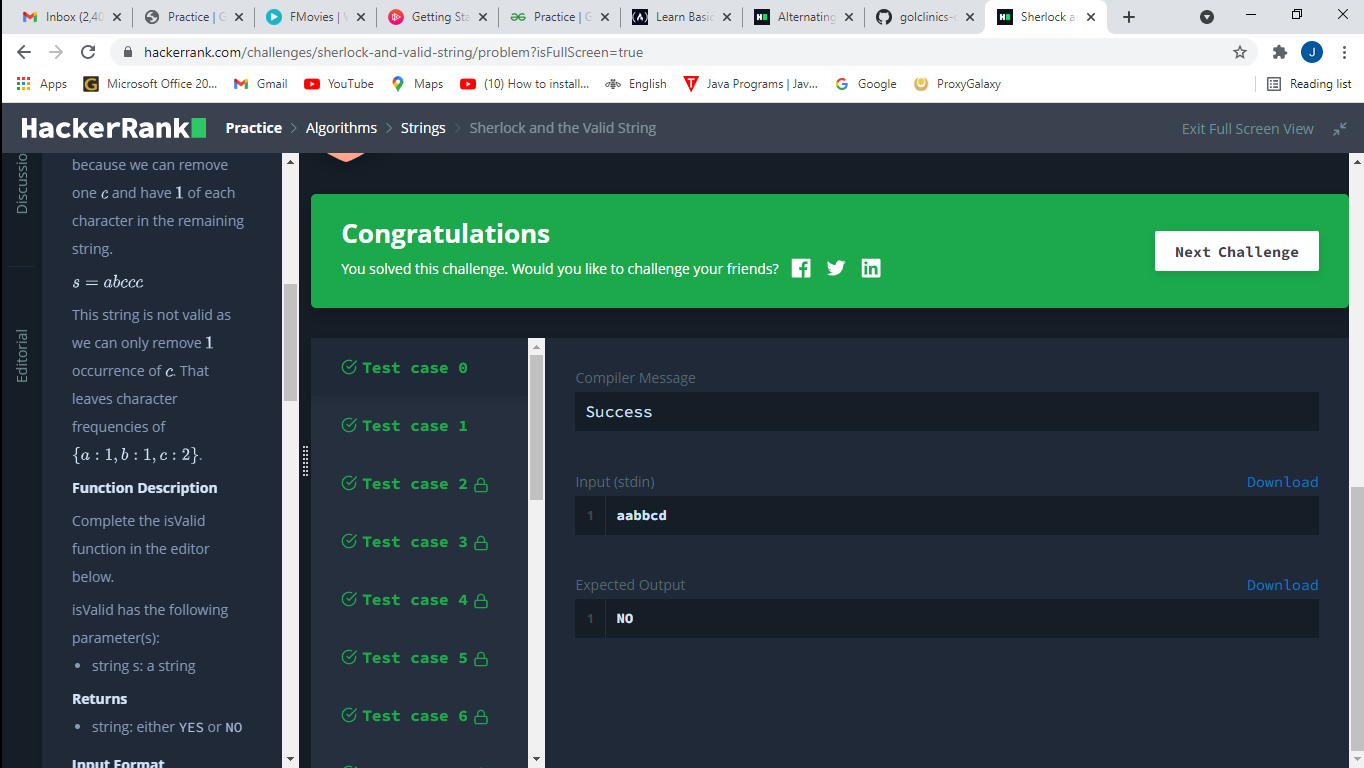 Inbox (2,40
Practice | G
FMovies | W
Getting Sta
Practice | G
Learn Basic
Alternating
golclinics-c
Sherlock a
hackerrank.com/challenges/sherlock-and-valid-string/problem?isFullScreen=true
J
Apps
Microsoft Office 20...
Gmail
YouTube
Maps
(10) How to install...
English
Java Programs | Jav...
Google
ProxyGalaxy
Reading list
HackerRank
Practice
Algorithms
Strings
Sherlock and the Valid String
Exit Full Screen View
Discussio
Editorial
because we can remove
one c and have 1 of each
character in the remaining
string.
s = abccc
This string is not valid as
we can only remove 1
occurrence of c. That
leaves character
frequencies of
{a : 1, b : 1, c : 2}.
Function Description
Complete the isValid
function in the editor
below.
isValid has the following
parameter(s):
• string s: a string
Returns
• string: either YES or NO
Input Format
Congratulations
You solved this challenge. Would you like to challenge your friends?
Next Challenge
Test case 0
Test case 1
Test case 2
Test case 3
Test case 4
Test case 5
Test case 6
Compiler Message
Success
Input (stdin)
Download
1 aabbcd
Expected Output
Download
1 NO